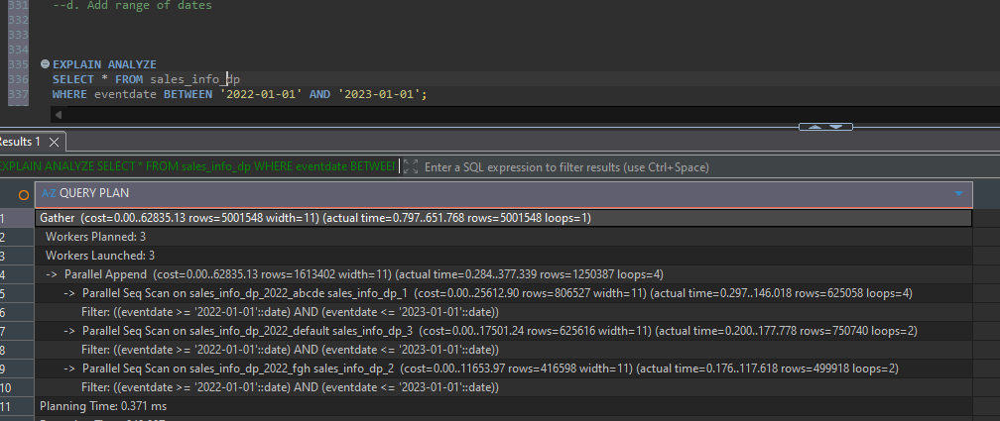 331 --d. Add range of dates
332
333
334
335 EXPLAIN ANALYZE
336 SELECT * FROM sales_info_dp
337 WHERE eventdate BETWEEN '2022-01-01' AND '2023-01-01';
Results 1
EXPLAIN ANALYZE SELECT * FROM sales_info_dp WHERE eventdate BETWEEN Enter a SQL expression to filter results (use Ctrl+Space)
A-Z QUERY PLAN
1 Gather (cost=0.00..62835.13 rows=5001548 width=11) (actual time=0.797..651.768 rows=5001548 loops=1)
2 Workers Planned: 3
3 Workers Launched: 3
4 -> Parallel Append (cost=0.00..62835.13 rows=1613402 width=11) (actual time=0.284..377.339 rows=1250387 loops=4)
5 -> Parallel Seq Scan on sales_info_dp_2022_abcde sales_info_dp_1 (cost=0.00..25612.90 rows=806527 width=11) (actual time=0.297..146.018 rows=625058 loops=4)
6 Filter: ((eventdate >= '2022-01-01'::date) AND (eventdate <= '2023-01-01'::date))
7 -> Parallel Seq Scan on sales_info_dp_2022_default sales_info_dp_3 (cost=0.00..17501.24 rows=625616 width=11) (actual time=0.200..177.778 rows=750740 loops=2)
8 Filter: ((eventdate >= '2022-01-01'::date) AND (eventdate <= '2023-01-01'::date))
9 -> Parallel Seq Scan on sales_info_dp_2022_fgh sales_info_dp_2 (cost=0.00..11653.97 rows=416598 width=11) (actual time=0.176..117.618 rows=499918 loops=2)
10 Filter: ((eventdate >= '2022-01-01'::date) AND (eventdate <= '2023-01-01'::date))
11 Planning Time: 0.371 ms